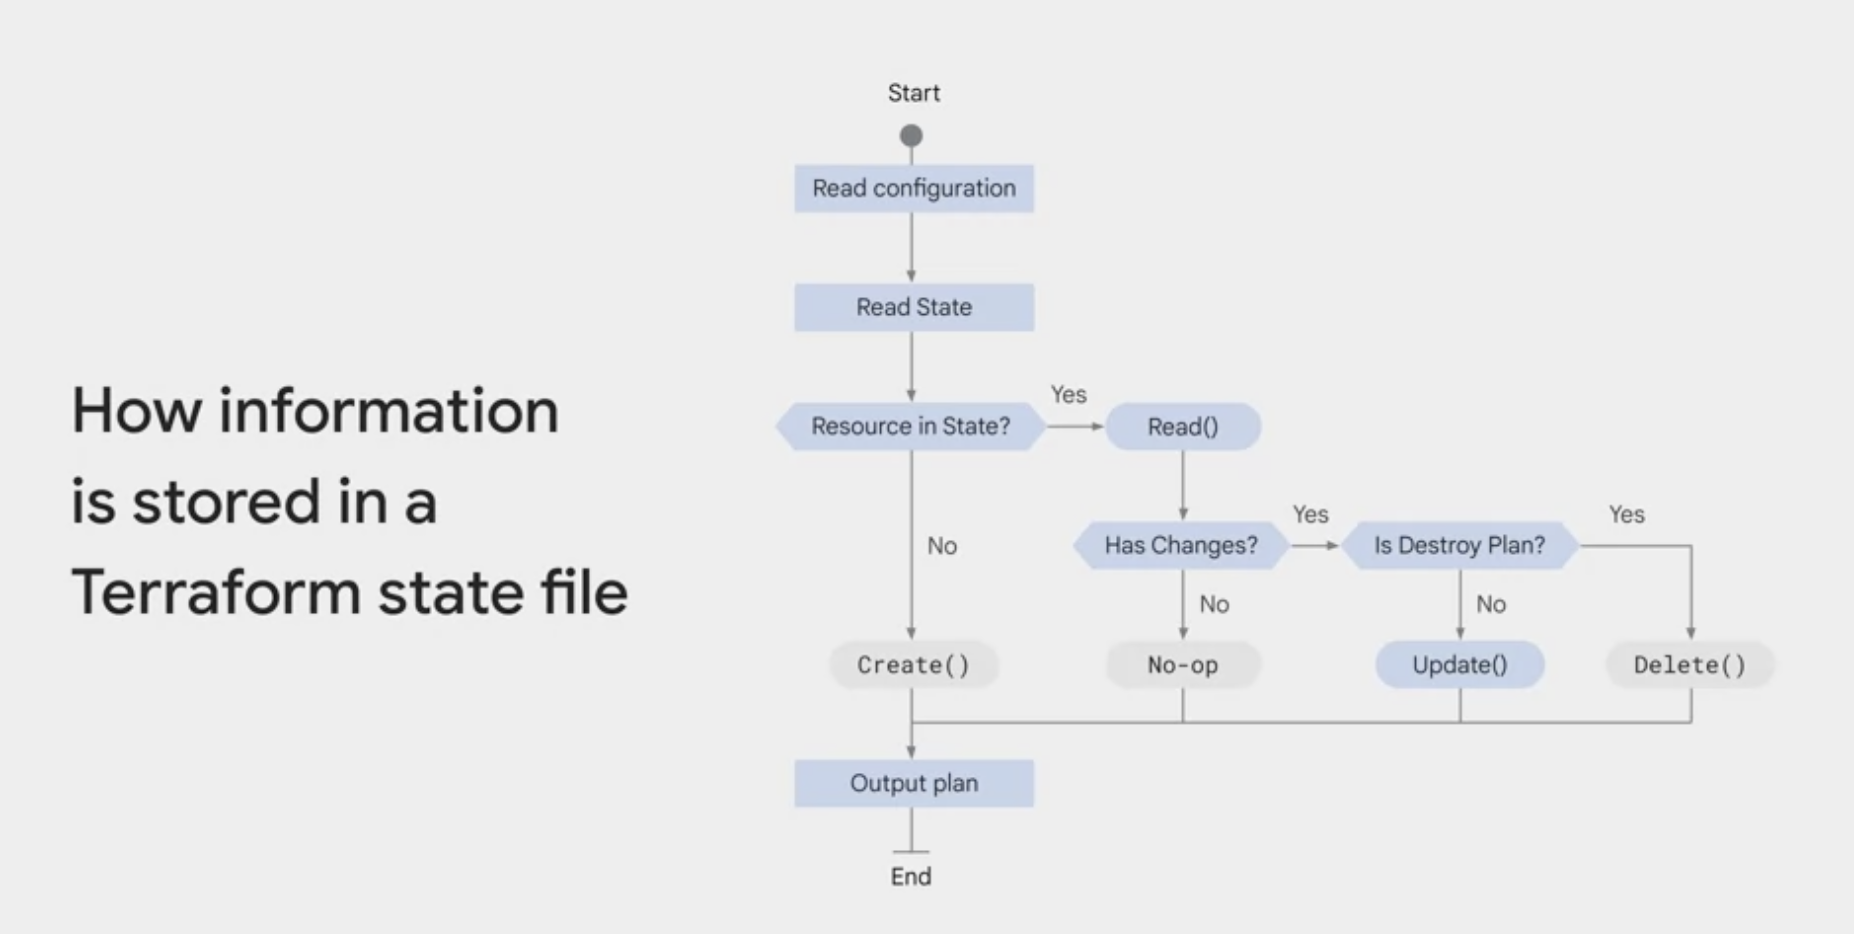 How information
is stored in a
Terraform state file
Start
Read configuration
Read State
Resource in State?
Yes
Read()
No
Has Changes?
Yes
Is Destroy Plan?
Yes
No
No
Create()
No-op
Update()
Delete()
Output plan
End